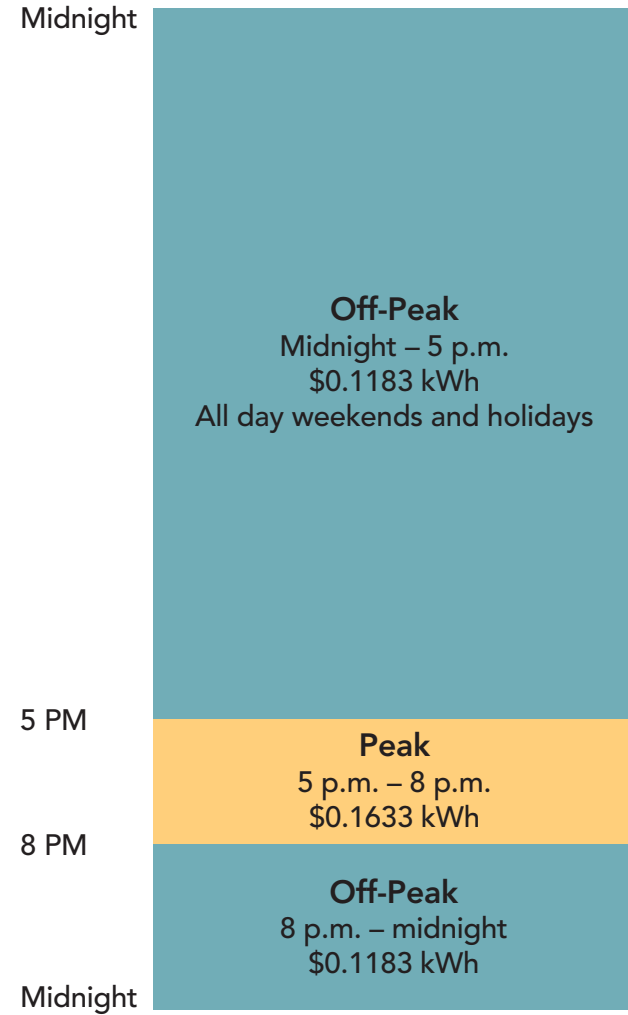 Midnight
Off-Peak
Midnight – 5 p.m.
$0.1183 kWh
All day weekends and holidays
5 PM
Peak
5 p.m. – 8 p.m.
$0.1633 kWh
8 PM
Off-Peak
8 p.m. – midnight
$0.1183 kWh
Midnight